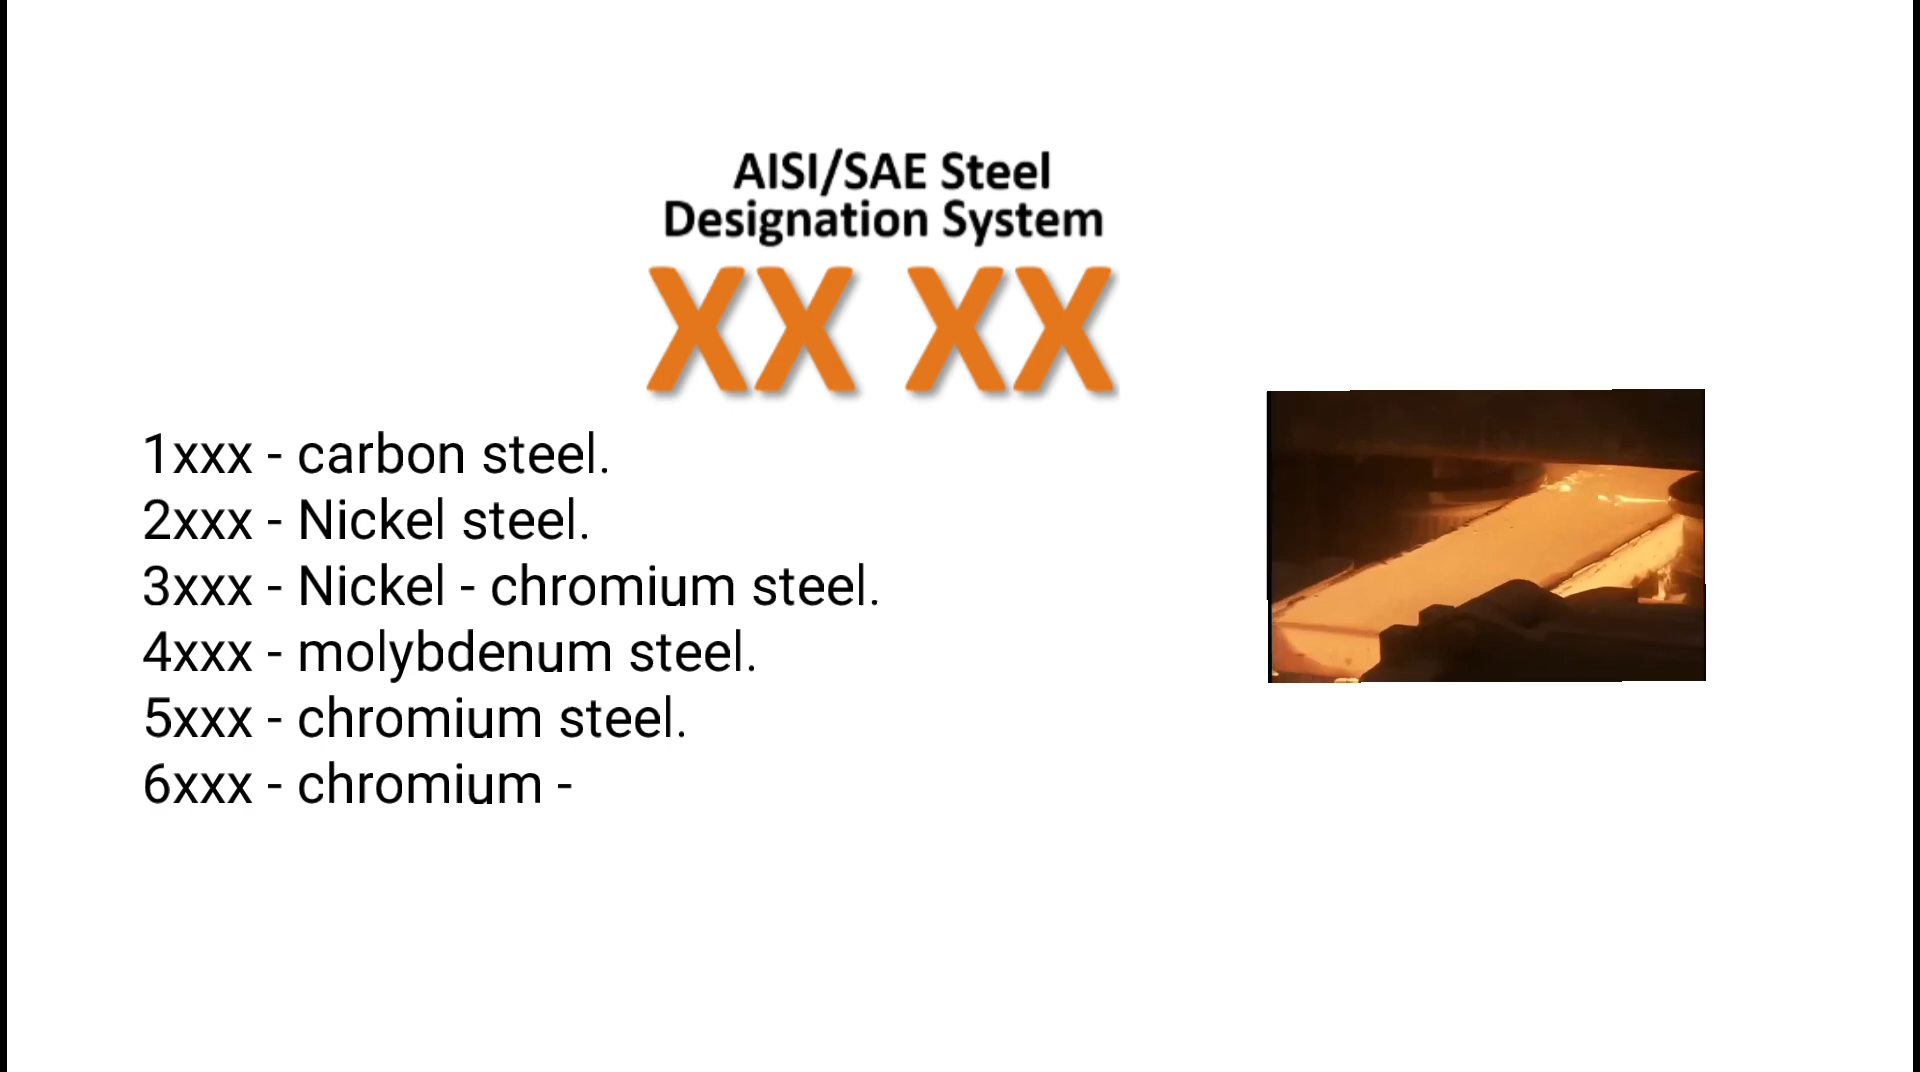 AISI/SAE Steel
Designation System
XX XX
1xxx - carbon steel.
2xxx - Nickel steel.
3xxx - Nickel - chromium steel.
4xxx - molybdenum steel.
5xxx - chromium steel.
6xxx - chromium -